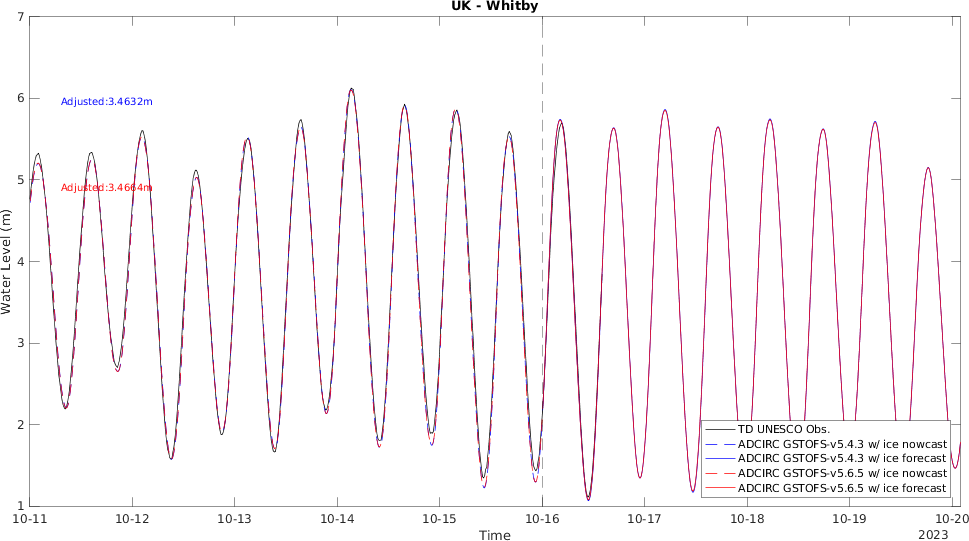 UK - Whitby
7
6
5
4
3
2
1
Water Level (m)
Adjusted:3.4632m
Adjusted:3.4664m
TD UNESCO Obs.
ADCIRC GSTOFS-v5.4.3 w/ ice nowcast
ADCIRC GSTOFS-v5.4.3 w/ ice forecast
ADCIRC GSTOFS-v5.6.5 w/ ice nowcast
ADCIRC GSTOFS-v5.6.5 w/ ice forecast
10-11 10-12 10-13 10-14 10-15 10-16 10-17 10-18 10-19 10-20
Time
2023